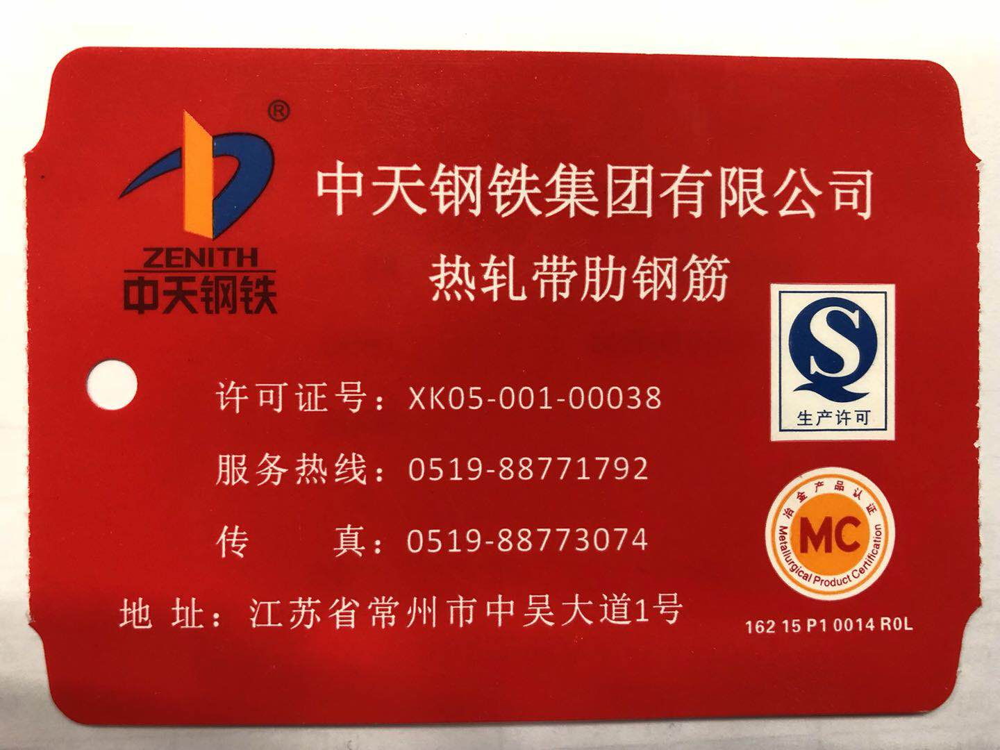 ®
ZENITH
中天钢铁
中天钢铁集团有限公司
热轧带肋钢筋
S
生产许可
许可证号：XK05-001-00038
服务热线：0519-88771792
传 真：0519-88773074
地 址：江苏省常州市中吴大道1号
冶金产品认证
MC
Metallurgical Product Certification
162 15 P1 0014 R0L